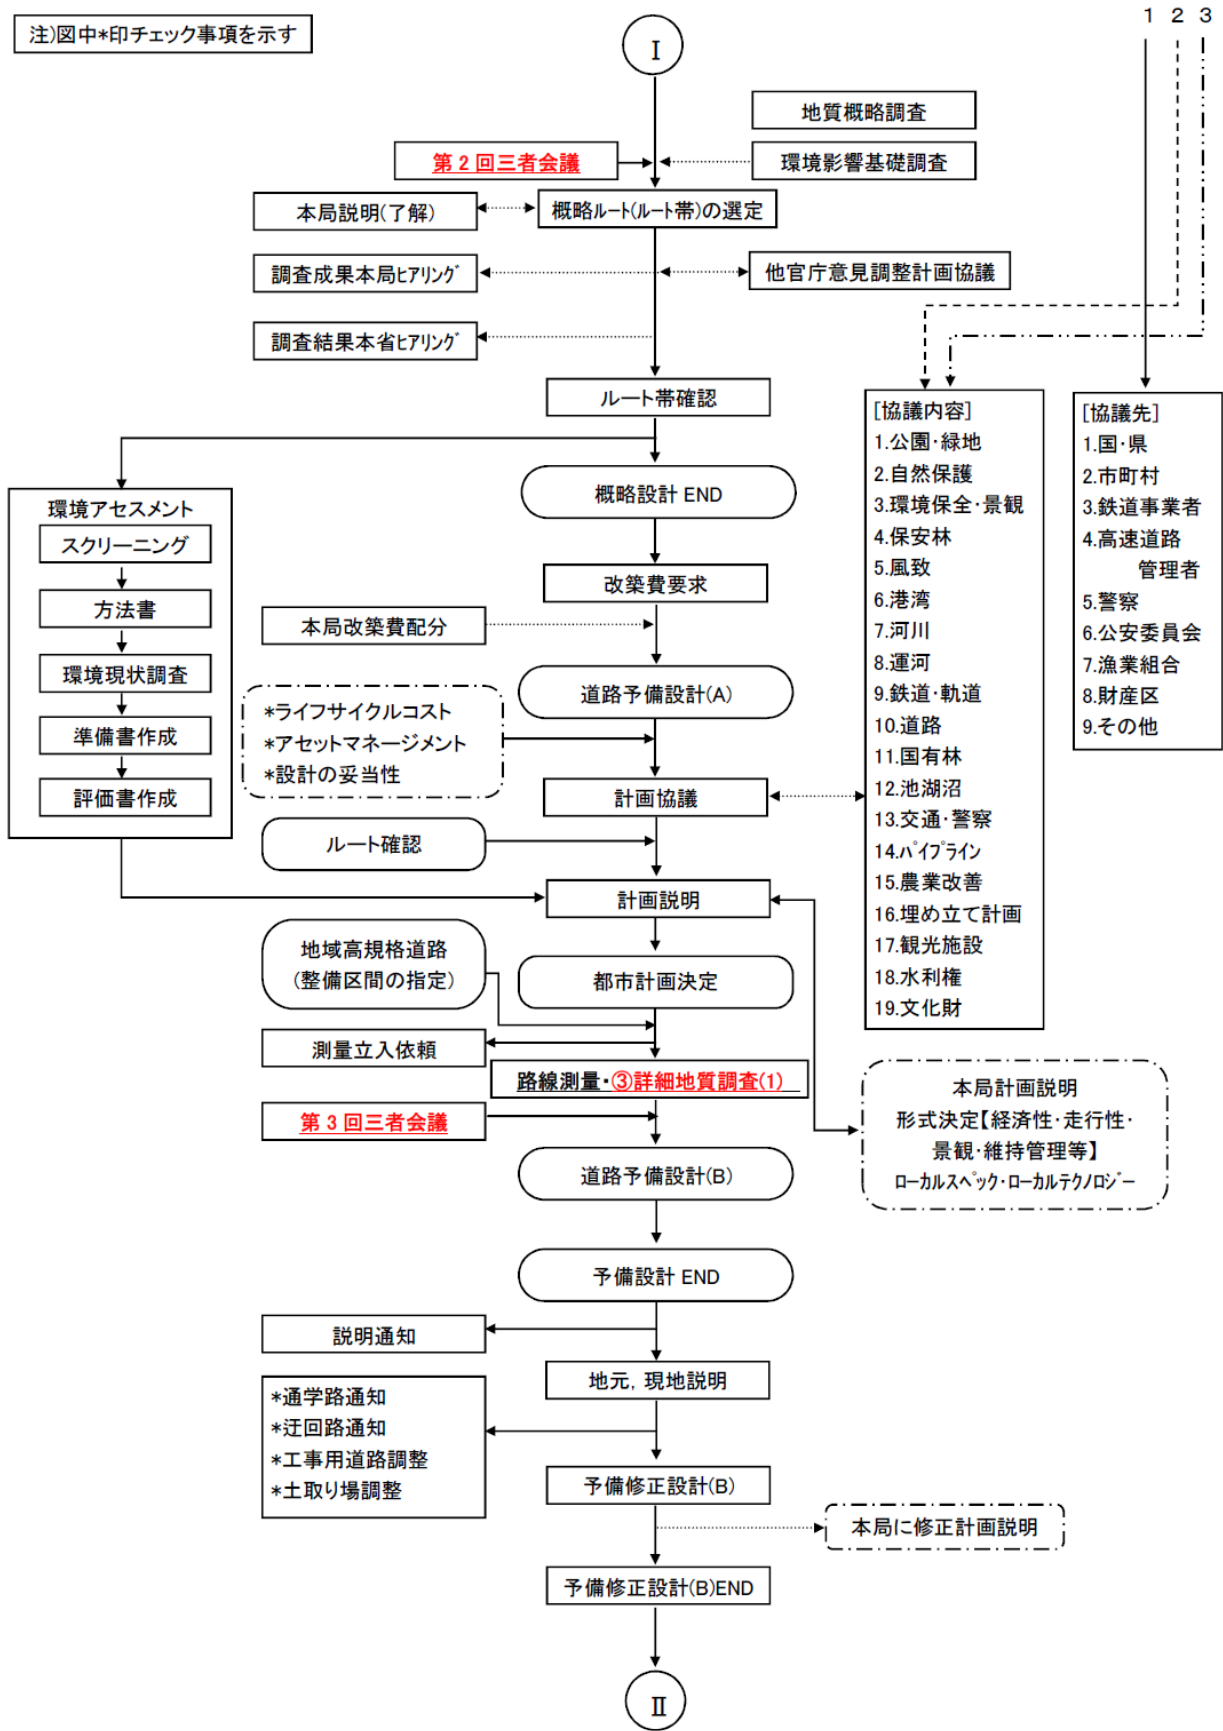 注)図中*印チェック事項を示す
1 2 3
Ⅰ
地質概略調査
第2回三者会議
環境影響基礎調査
本局説明(了解)
概略ﾙｰﾄ(ﾙｰﾄ帯)の選定
調査成果本局ﾋｱﾘﾝｸﾞ
他官庁意見調整計画協議
調査結果本省ﾋｱﾘﾝｸﾞ
ルート帯確認
[協議内容]
1.公園･緑地
2.自然保護
3.環境保全･景観
4.保安林
5.風致
6.港湾
7.河川
8.運河
9.鉄道･軌道
10.道路
11.国有林
12.池湖沼
13.交通･警察
14.ﾊﾟｲﾌﾟﾗｲﾝ
15.農業改善
16.埋め立て計画
17.観光施設
18.水利権
19.文化財
[協議先]
1.国･県
2.市町村
3.鉄道事業者
4.高速道路
管理者
5.警察
6.公安委員会
7.漁業組合
8.財産区
9.その他
環境アセスメント
スクリーニング
方法書
環境現状調査
準備書作成
評価書作成
概略設計 END
改築費要求
本局改築費配分
道路予備設計(A)
*ライフサイクルコスト
*アセットマネージメント
*設計の妥当性
計画協議
ルート確認
計画説明
地域高規格道路
(整備区間の指定)
都市計画決定
測量立入依頼
路線測量･③詳細地質調査(1)
第3回三者会議
本局計画説明
形式決定【経済性･走行性･
景観･維持管理等】
ﾛｰｶﾙｽﾍﾟｯｸ･ﾛｰｶﾙﾃｸﾉﾛｼﾞｰ
道路予備設計(B)
予備設計 END
説明通知
地元，現地説明
*通学路通知
*迂回路通知
*工事用道路調整
*土取り場調整
予備修正設計(B)
本局に修正計画説明
予備修正設計(B)END
Ⅱ